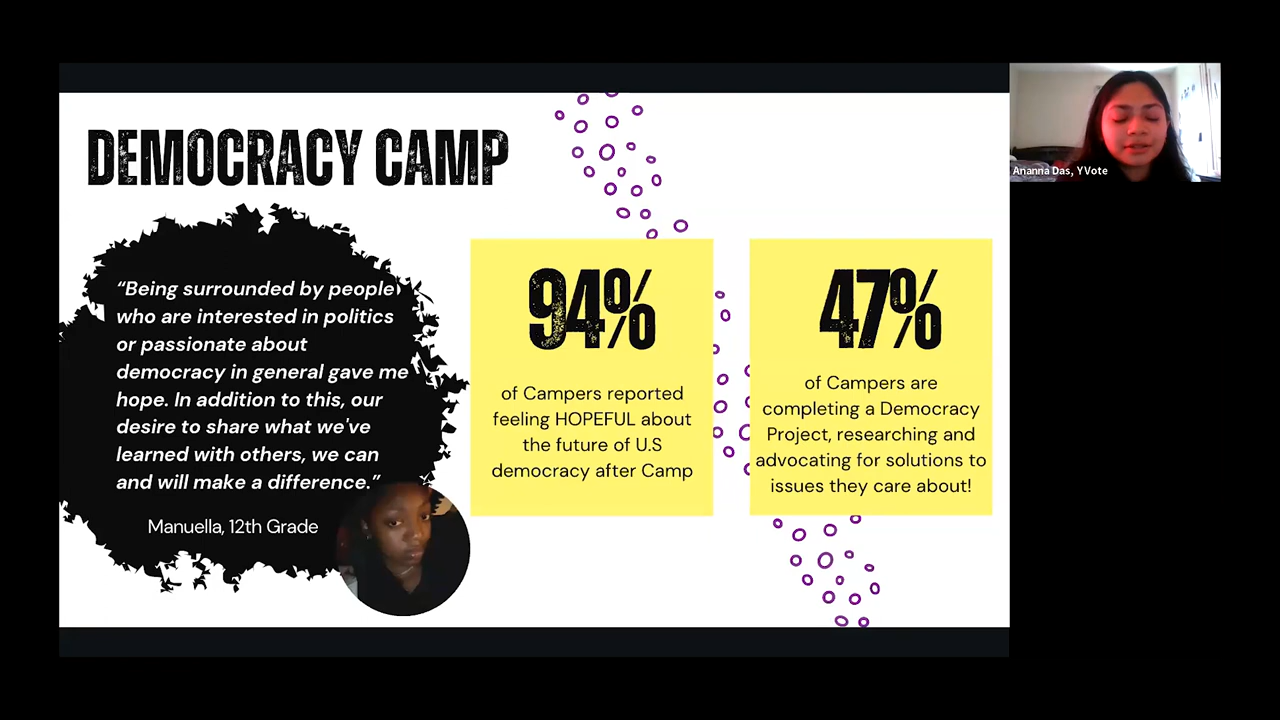 DEMOCRACY CAMP
“Being surrounded by people
who are interested in politics
or passionate about
democracy in general gave me
hope. In addition to this, our
desire to share what we've
learned with others, we can
and will make a difference.”
Manuella, 12th Grade
94%
of Campers reported
feeling HOPEFUL about
the future of U.S
democracy after Camp
47%
of Campers are
completing a Democracy
Project, researching and
advocating for solutions to
issues they care about!
Ananna Das, YVote